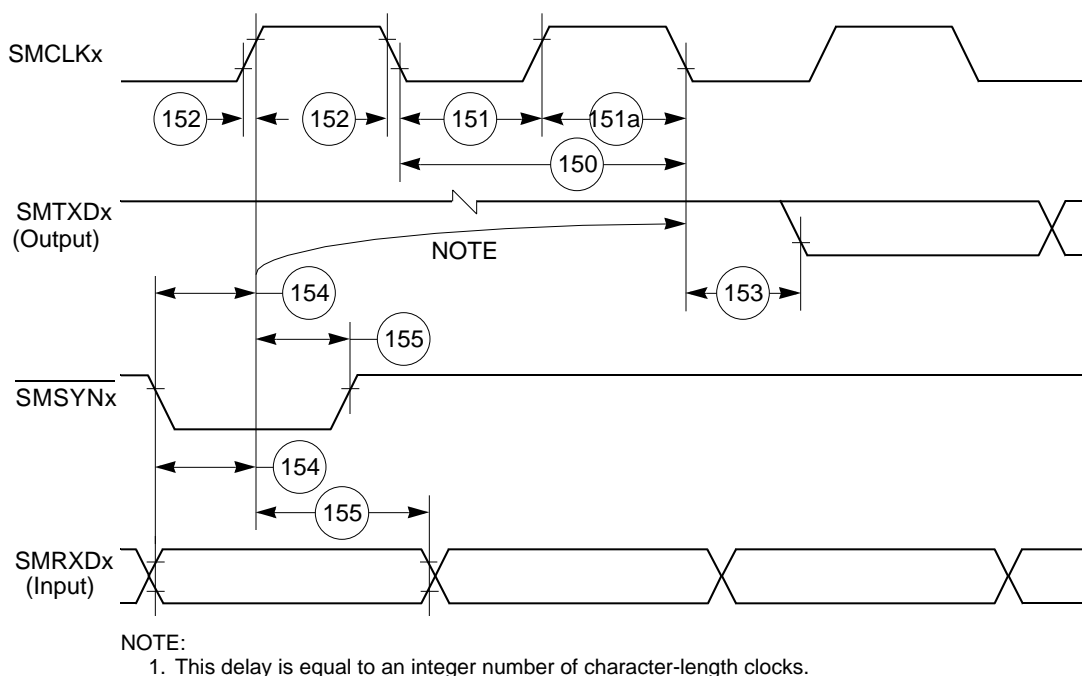 SMCLKx
152
152
151
151a
150
SMTXDx
(Output)
NOTE
154
153
155
SMSYNx
154
155
SMRXDx
(Input)
NOTE:
1. This delay is equal to an integer number of character-length clocks.